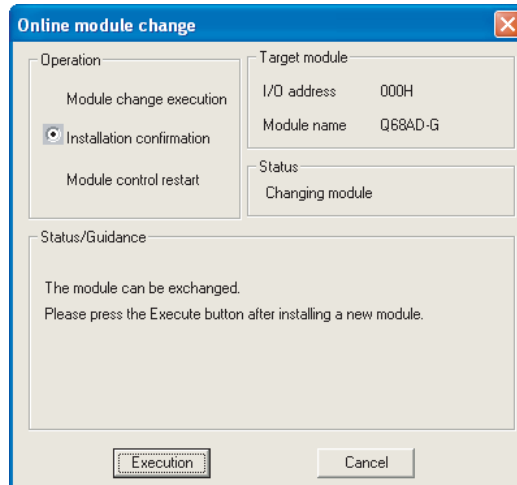 Online module change
Operation
Module change execution
Installation confirmation
Module control restart
Target module
I/O address 000H
Module name Q68AD-G
Status
Changing module
Status/Guidance
The module can be exchanged.
Please press the Execute button after installing a new module.
Execution Cancel